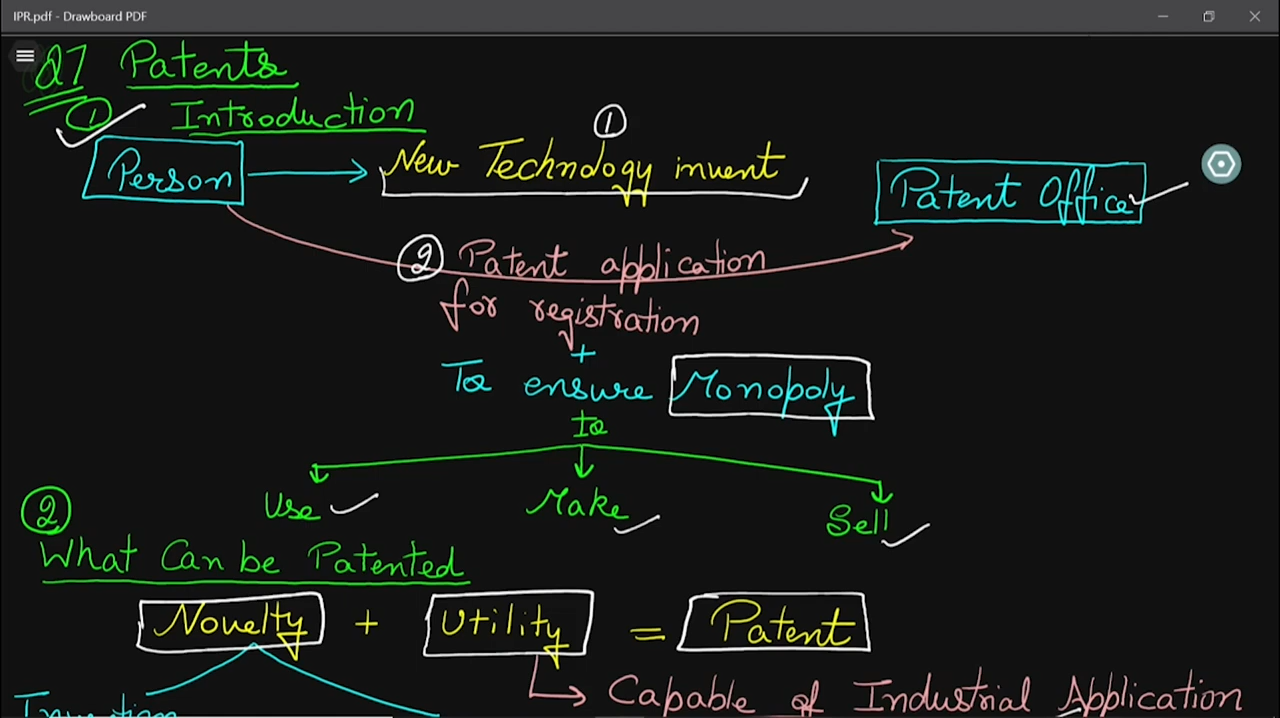 IPR.pdf - Drawboard PDF
27 Patents
① Introduction
①
Person New Technology invent Patent Office
② Patent application
for registration
+
To ensure Monopoly
to
Use Make Sell
②
What Can be Patented
Novelty + Utility = Patent
Capable of Industrial Application
Invention